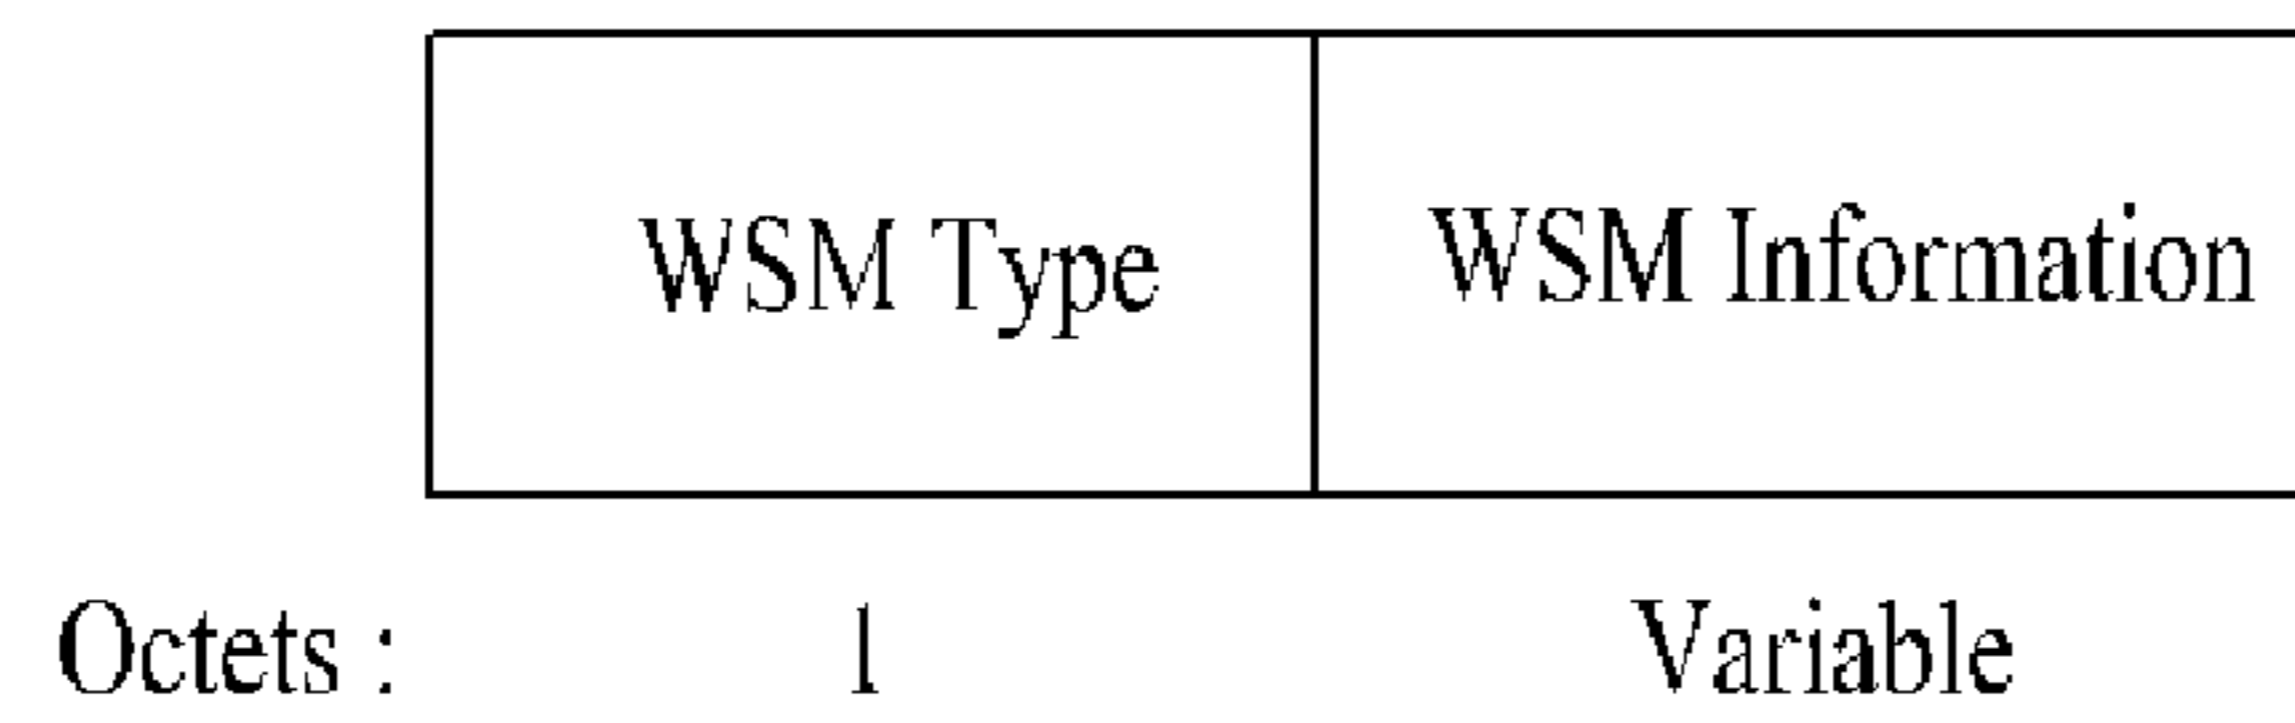 WSM Type WSM Information
Octets : 1 Variable